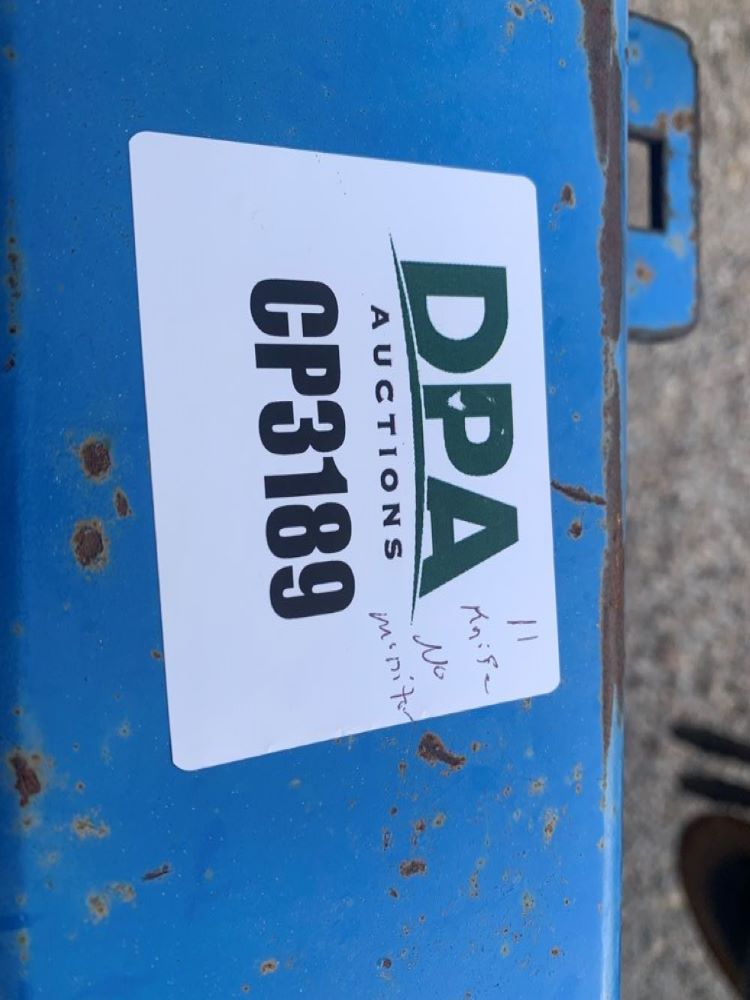 DPA
AUCTIONS
CP3189
11
Knife
No
monitor